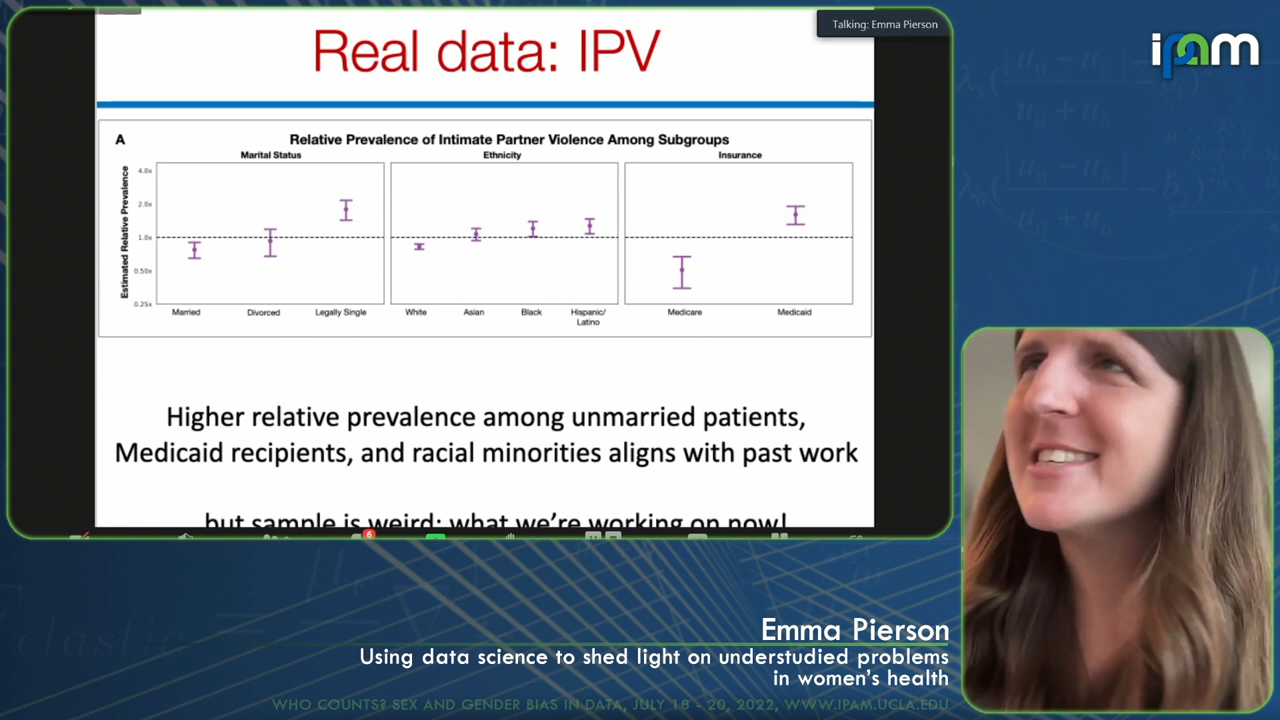 Talking: Emma Pierson
ipam
Real data: IPV
A
Relative Prevalence of Intimate Partner Violence Among Subgroups
Marital Status
Ethnicity
Insurance
Estimated Relative Prevalence
4.0x
2.0x
1.0x
0.50x
0.25x
Married
Divorced
Legally Single
White
Asian
Black
Hispanic/
Latino
Medicare
Medicaid
Higher relative prevalence among unmarried patients,
Medicaid recipients, and racial minorities aligns with past work
but sample is weird: what we're working on now!
6
Emma Pierson
Using data science to shed light on understudied problems
in women's health
WHO COUNTS? SEX AND GENDER BIAS IN DATA, JULY 18 - 20, 2022, WWW.IPAM.UCLA.EDU